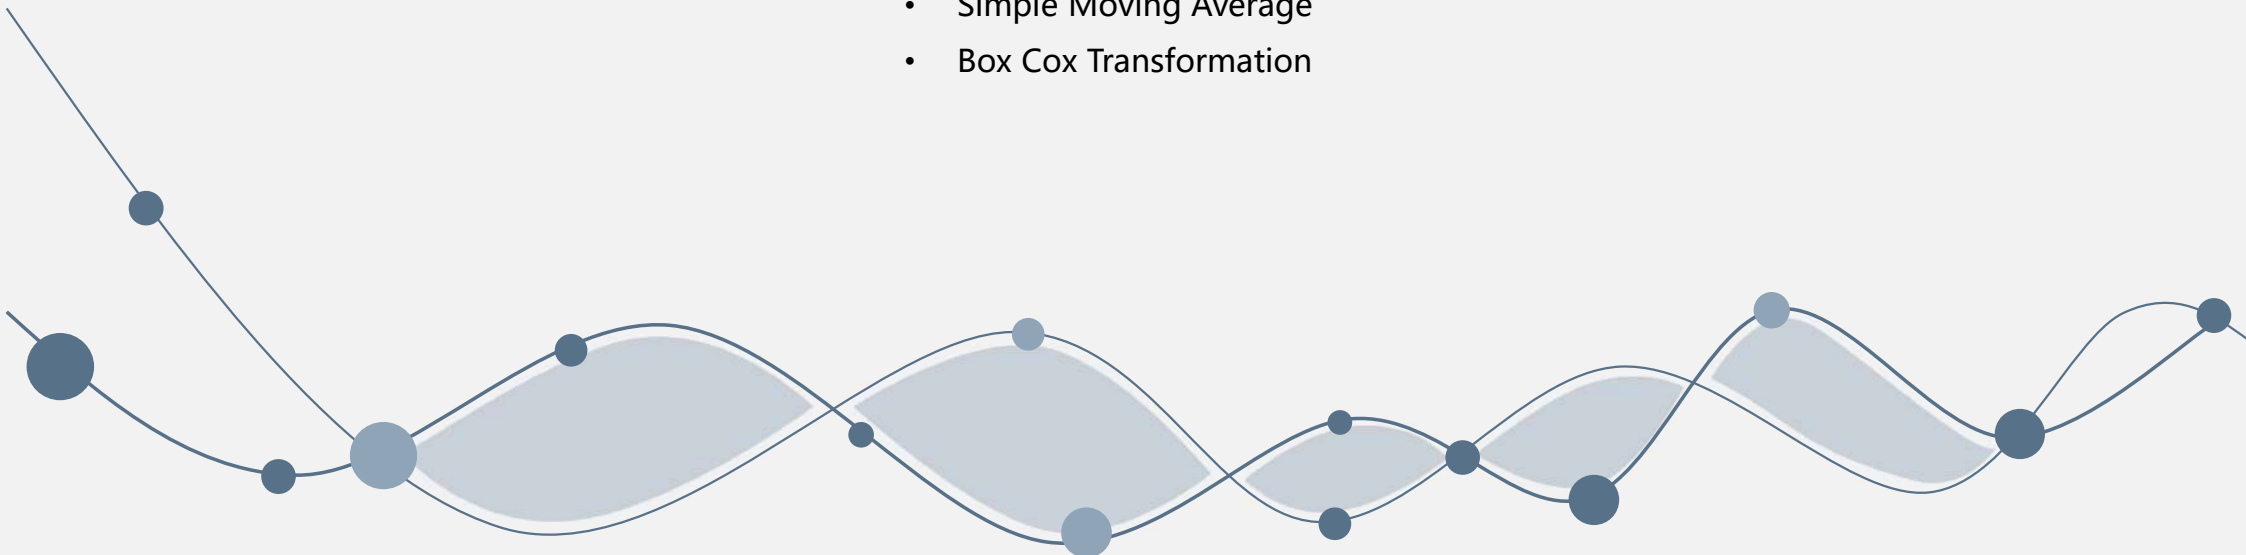 • Simple Moving Average
• Box Cox Transformation